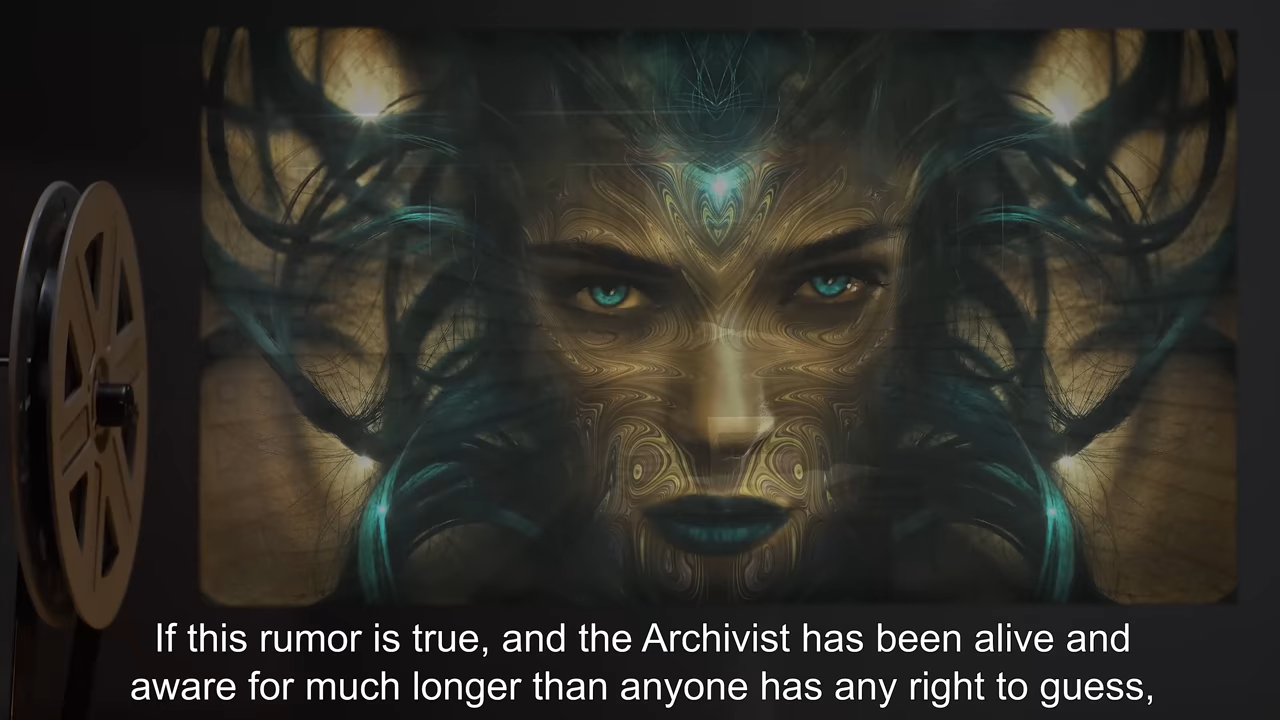 If this rumor is true, and the Archivist has been alive and
aware for much longer than anyone has any right to guess,